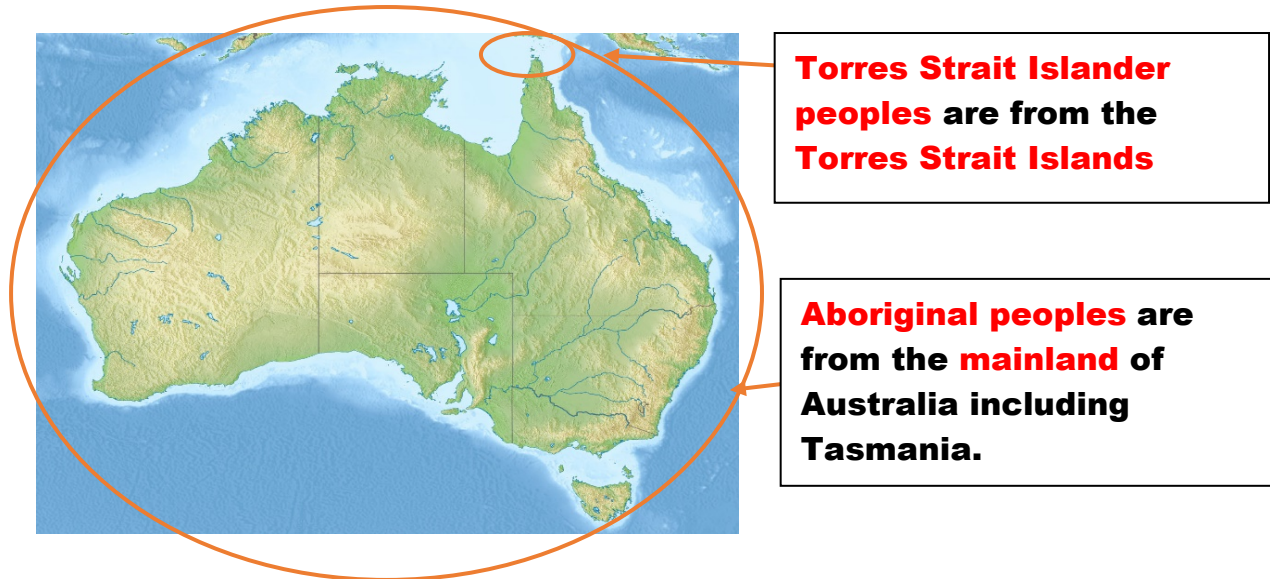 Torres Strait Islander
peoples are from the
Torres Strait Islands
Aboriginal peoples are
from the mainland of
Australia including
Tasmania.